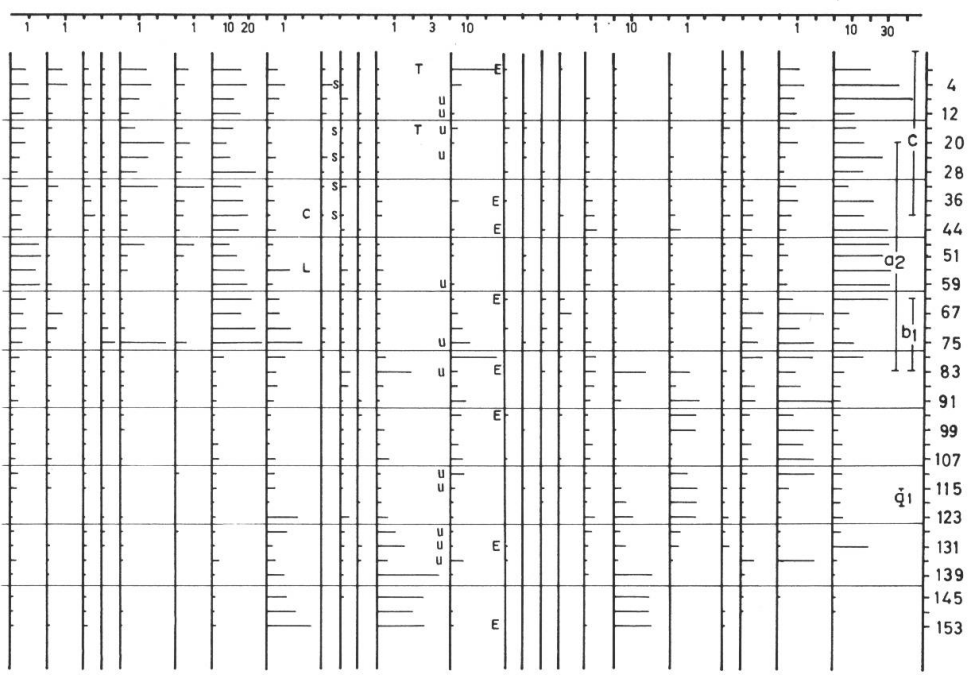 1 1 1 1 10 20 1 1 3 10 1 10 1 1 10 30
T E
S 4
u
u 12
S T u
C 20
S u
28
S
E 36
C S
E 44
51
L a2
u 59
E
67
b1
u 75
u E 83
91
E
99
107
u
u 115
q1
123
u
u E 131
u
139
145
E 153